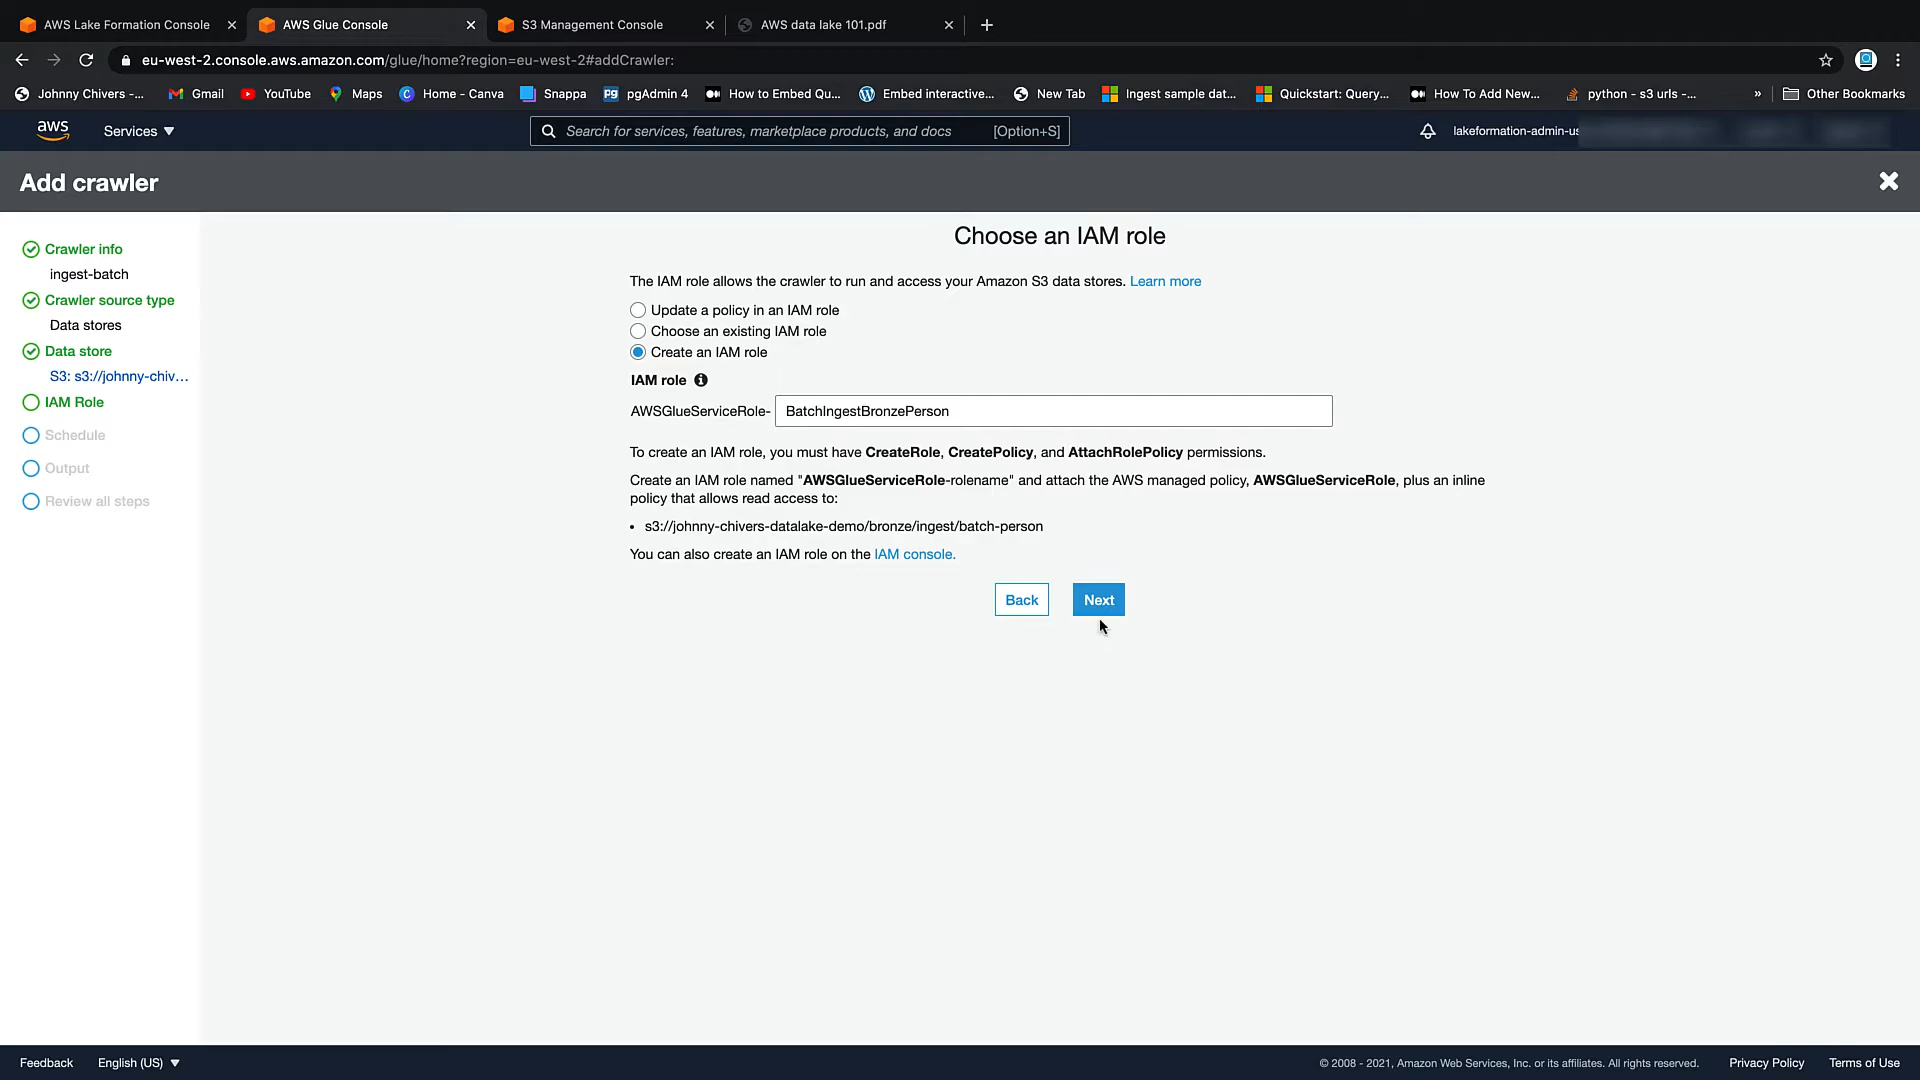 AWS Lake Formation Console
AWS Glue Console
S3 Management Console
AWS data lake 101.pdf
eu-west-2.console.aws.amazon.com/glue/home?region=eu-west-2#addCrawler:
Johnny Chivers -...
Gmail
YouTube
Maps
Home - Canva
Snappa
pgAdmin 4
How to Embed Qu...
Embed interactive...
New Tab
Ingest sample dat...
Quickstart: Query...
How To Add New...
python - s3 urls -...
»
Other Bookmarks
aws
Services
Search for services, features, marketplace products, and docs [Option+S]
lakeformation-admin-us
Add crawler
Crawler info
ingest-batch
Crawler source type
Data stores
Data store
S3: s3://johnny-chiv...
IAM Role
Schedule
Output
Review all steps
Choose an IAM role
The IAM role allows the crawler to run and access your Amazon S3 data stores. Learn more
Update a policy in an IAM role
Choose an existing IAM role
Create an IAM role
IAM role
AWSGlueServiceRole- BatchIngestBronzePerson
To create an IAM role, you must have CreateRole, CreatePolicy, and AttachRolePolicy permissions.
Create an IAM role named "AWSGlueServiceRole-rolename" and attach the AWS managed policy, AWSGlueServiceRole, plus an inline
policy that allows read access to:
• s3://johnny-chivers-datalake-demo/bronze/ingest/batch-person
You can also create an IAM role on the IAM console.
Back
Next
Feedback
English (US)
© 2008 - 2021, Amazon Web Services, Inc. or its affiliates. All rights reserved.
Privacy Policy
Terms of Use